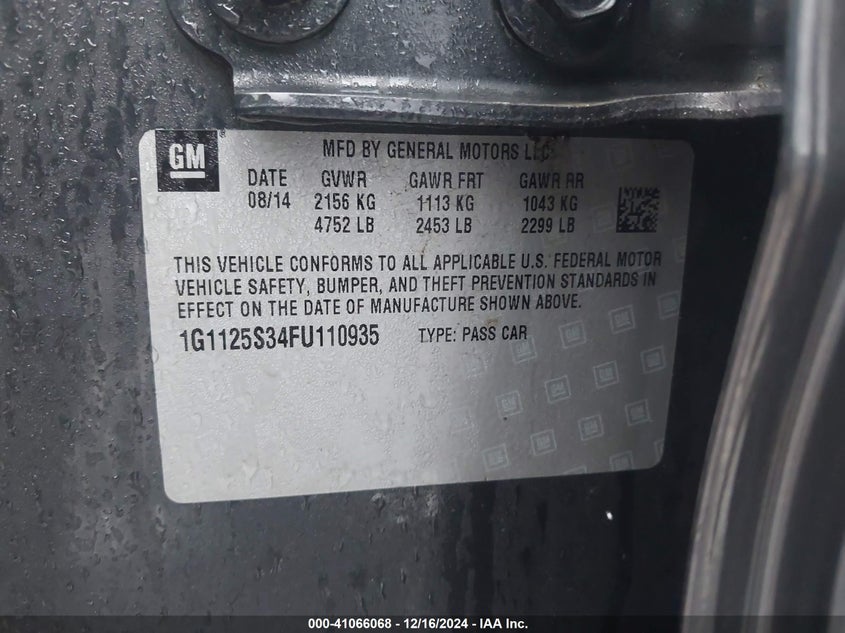 GM
MFD BY GENERAL MOTORS LLC
DATE GVWR GAWR FRT GAWR RR
08/14 2156 KG 1113 KG 1043 KG
4752 LB 2453 LB 2299 LB
THIS VEHICLE CONFORMS TO ALL APPLICABLE U.S. FEDERAL MOTOR
VEHICLE SAFETY, BUMPER, AND THEFT PREVENTION STANDARDS IN
EFFECT ON THE DATE OF MANUFACTURE SHOWN ABOVE.
1G1125S34FU110935 TYPE: PASS CAR
000-41066068 - 12/16/2024 - IAA Inc.